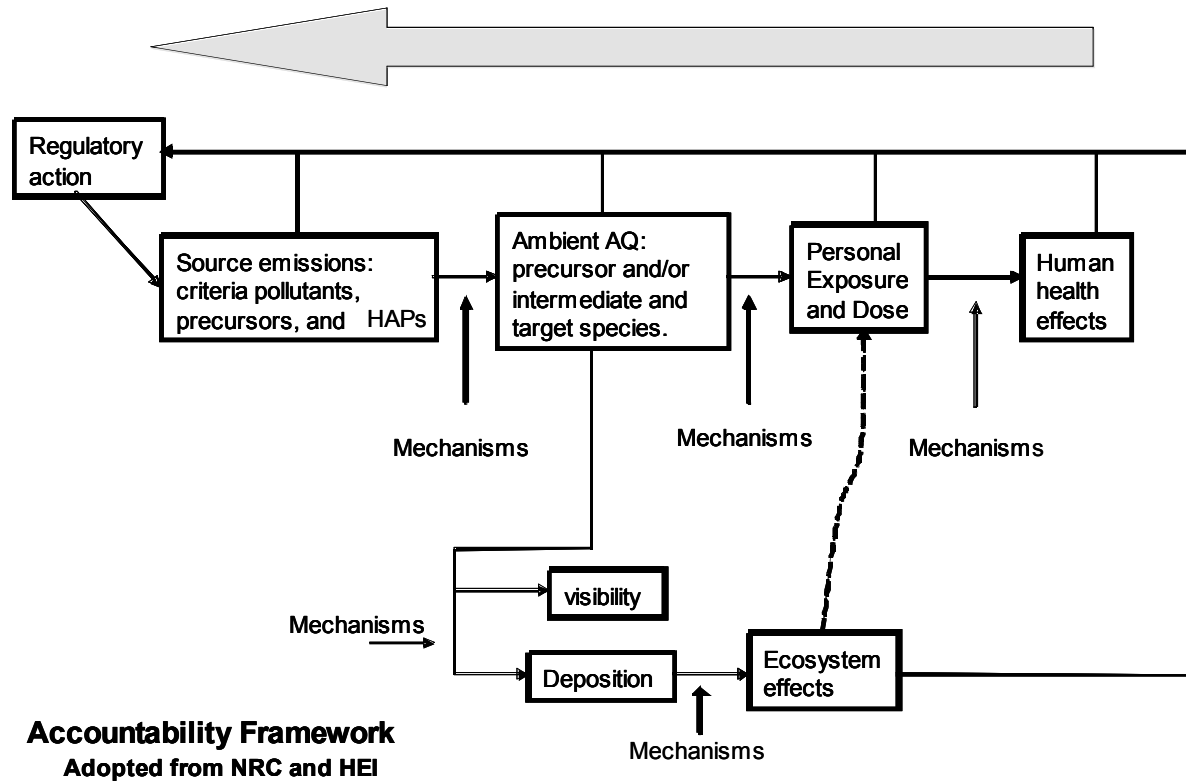 Regulatory
action
Source emissions:
criteria pollutants,
precursors, and HAPs
Ambient AQ:
precursor and/or
intermediate and
target species.
Personal
Exposure
and Dose
Human
health
effects
Mechanisms
Mechanisms
Mechanisms
visibility
Mechanisms
Deposition
Ecosystem
effects
Mechanisms
Accountability Framework
Adopted from NRC and HEI